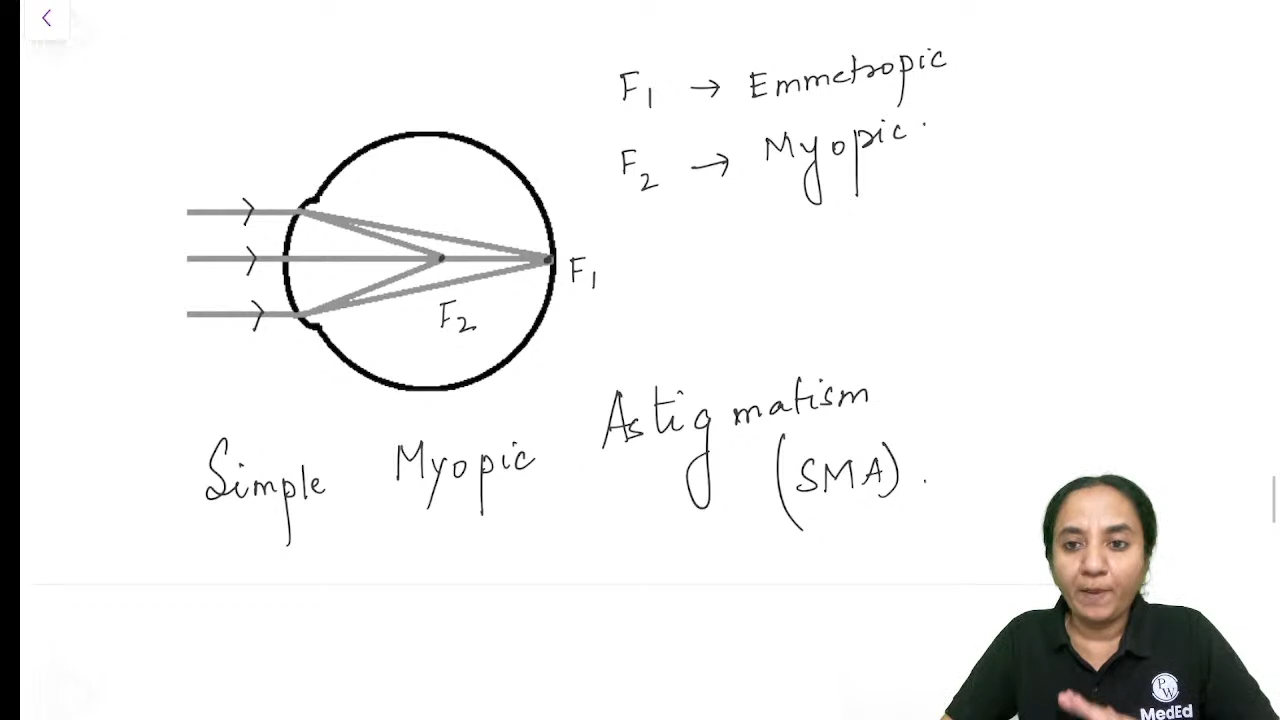 F1 → Emmetropic
F2 → Myopic.
F1
F2
Simple Myopic Astigmatism
(SMA).
PW
MedEd